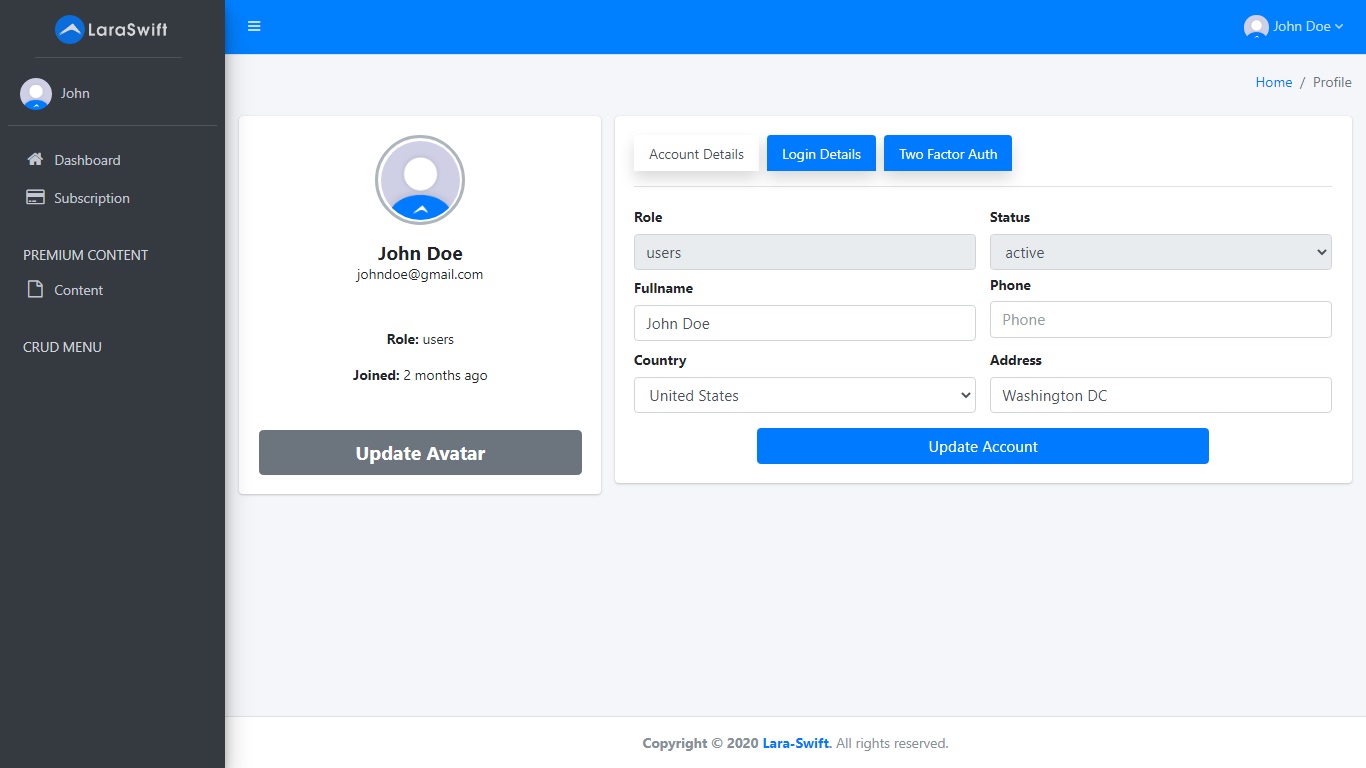 LaraSwift
John
Dashboard
Subscription
PREMIUM CONTENT
Content
CRUD MENU
John Doe
Home / Profile
John Doe
johndoe@gmail.com
Role: users
Joined: 2 months ago
Update Avatar
Account Details Login Details Two Factor Auth
Role Status
users active
Fullname Phone
John Doe Phone
Country Address
United States Washington DC
Update Account
Copyright © 2020 Lara-Swift. All rights reserved.